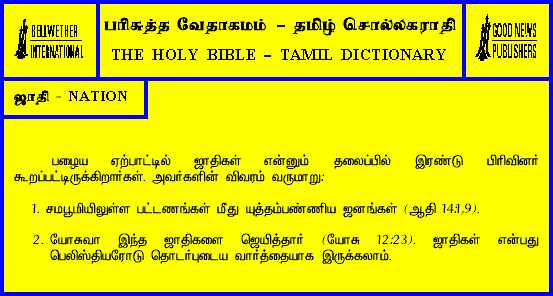 BELLWETHER
INTERNATIONAL
பரிசுத்த வேதாகமம் – தமிழ் சொல்லகராதி
THE HOLY BIBLE – TAMIL DICTIONARY
GOOD NEWS
PUBLISHERS
ஜாதி - NATION
பழைய ஏற்பாட்டில் ஜாதிகள் என்னும் தலைப்பில் இரண்டு பிரிவினர்
கூறப்பட்டிருக்கிறார்கள். அவர்களின் விவரம் வருமாறு:
1. சமபூமியிலுள்ள பட்டணங்கள் மீது யுத்தம்பண்ணிய ஜனங்கள் (ஆதி 14:1,9).
2. யோசுவா இந்த ஜாதிகளை ஜெயித்தார் (யோசு 12:23). ஜாதிகள் என்பது
பெலிஸ்தியரோடு தொடர்புடைய வார்த்தையாக இருக்கலாம்.